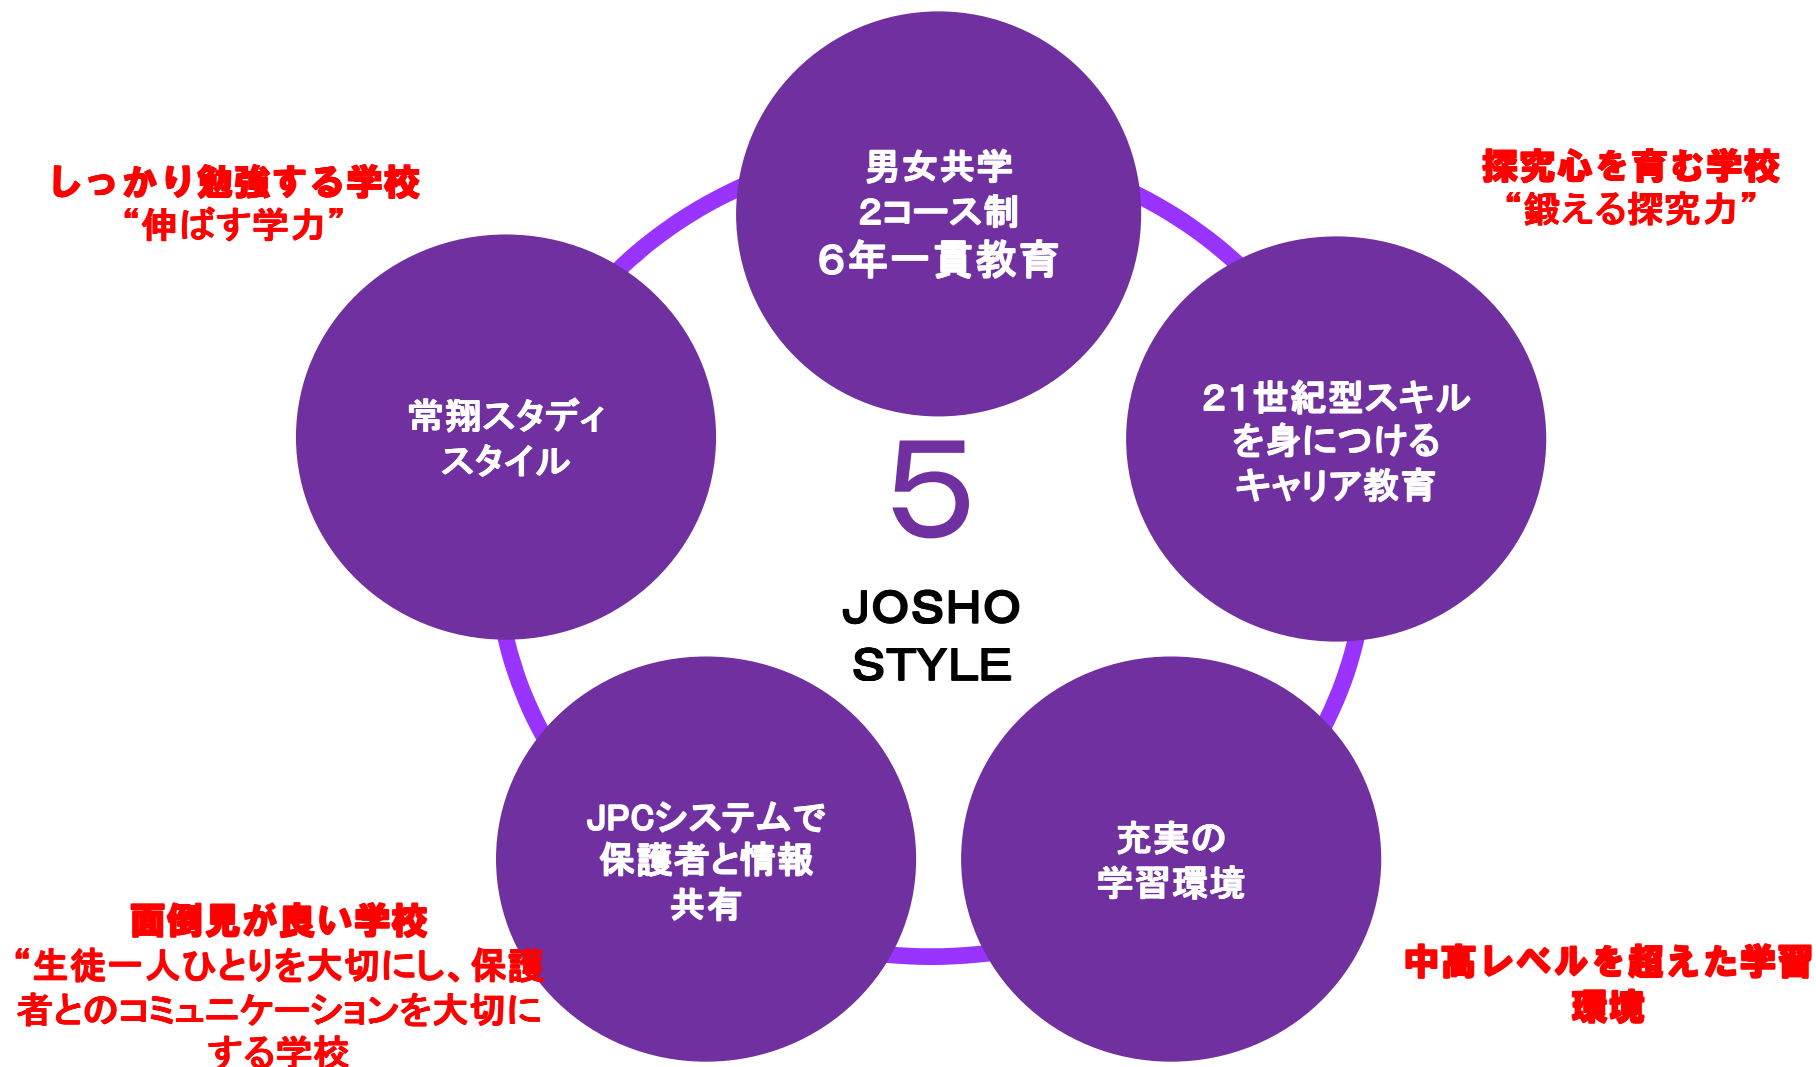 男女共学
2コース制
6年一貫教育
しっかり勉強する学校
“伸ばす学力”
探究心を育む学校
“鍛える探究力”
常翔スタディ
スタイル
21世紀型スキル
を身につける
キャリア教育
5
JOSHO
STYLE
JPCシステムで
保護者と情報
共有
充実の
学習環境
面倒見が良い学校
“生徒一人ひとりを大切にし、保護
者とのコミュニケーションを大切に
する学校
中高レベルを超えた学習
環境